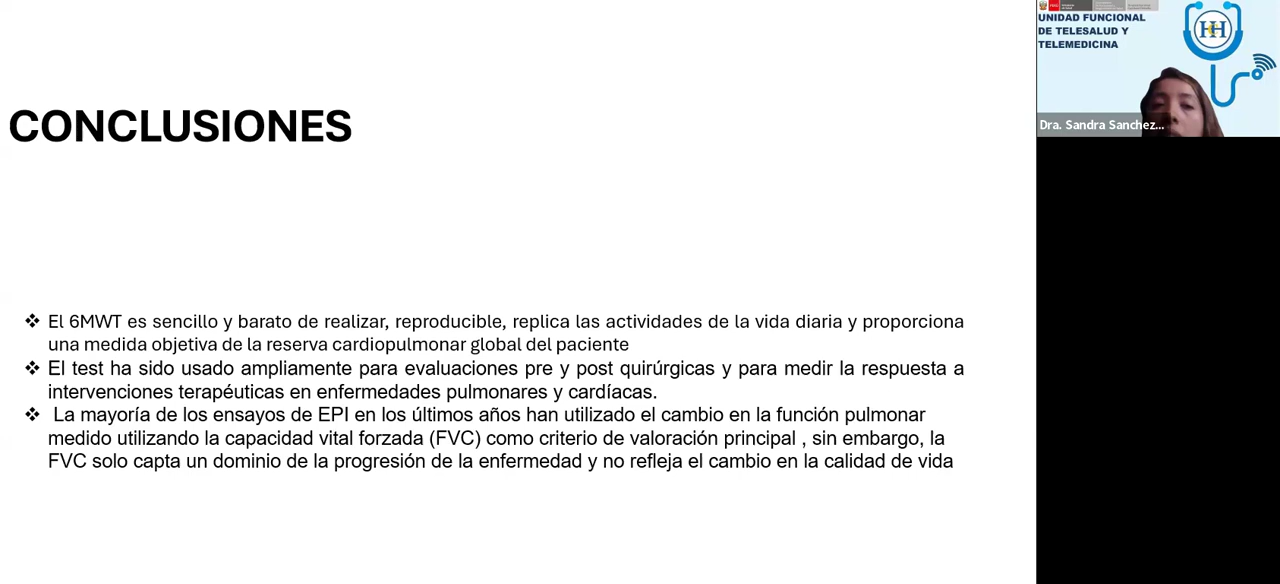 CONCLUSIONES
❖ El 6MWT es sencillo y barato de realizar, reproducible, replica las actividades de la vida diaria y proporciona
una medida objetiva de la reserva cardiopulmonar global del paciente
❖ El test ha sido usado ampliamente para evaluaciones pre y post quirúrgicas y para medir la respuesta a
intervenciones terapéuticas en enfermedades pulmonares y cardíacas.
❖ La mayoría de los ensayos de EPI en los últimos años han utilizado el cambio en la función pulmonar
medido utilizando la capacidad vital forzada (FVC) como criterio de valoración principal , sin embargo, la
FVC solo capta un dominio de la progresión de la enfermedad y no refleja el cambio en la calidad de vida
UNIDAD FUNCIONAL
DE TELESALUD Y
TELEMEDICINA
Dra. Sandra Sanchez...